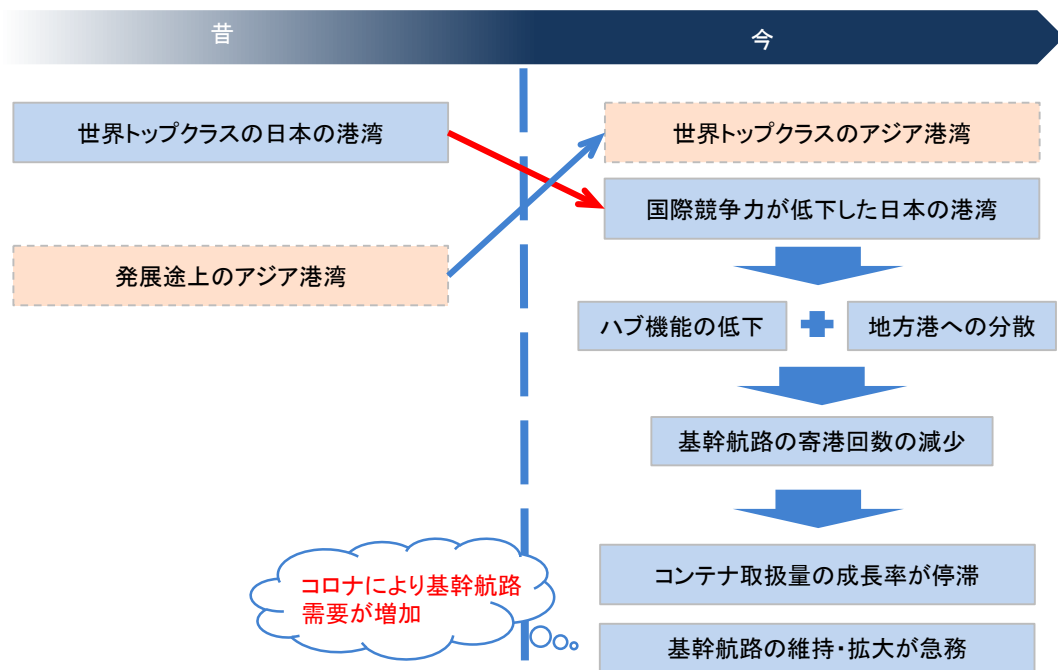 昔
今
世界トップクラスの日本の港湾
発展途上のアジア港湾
世界トップクラスのアジア港湾
国際競争力が低下した日本の港湾
ハブ機能の低下
地方港への分散
基幹航路の寄港回数の減少
コンテナ取扱量の成長率が停滞
コロナにより基幹航路
需要が増加
基幹航路の維持・拡大が急務